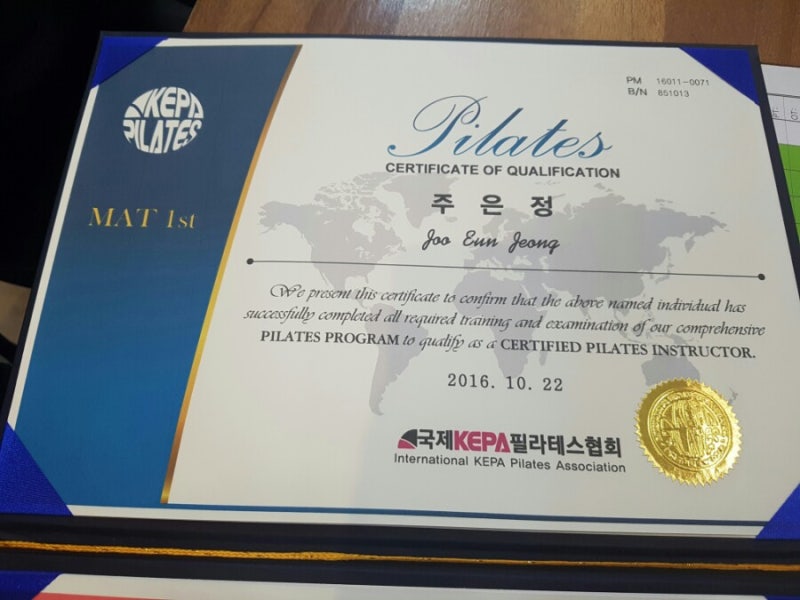 KEPA
PILATES
MAT 1st
PM 16011-0071
B/N 851013
Pilates
CERTIFICATE OF QUALIFICATION
주 은 정
Joo Eun Jeong
We present this certificate to confirm that the above named individual has
successfully completed all required training and examination of our comprehensive
PILATES PROGRAM to qualify as a CERTIFIED PILATES INSTRUCTOR.
2016. 10. 22
국제KEPA필라테스협회
International KEPA Pilates Association